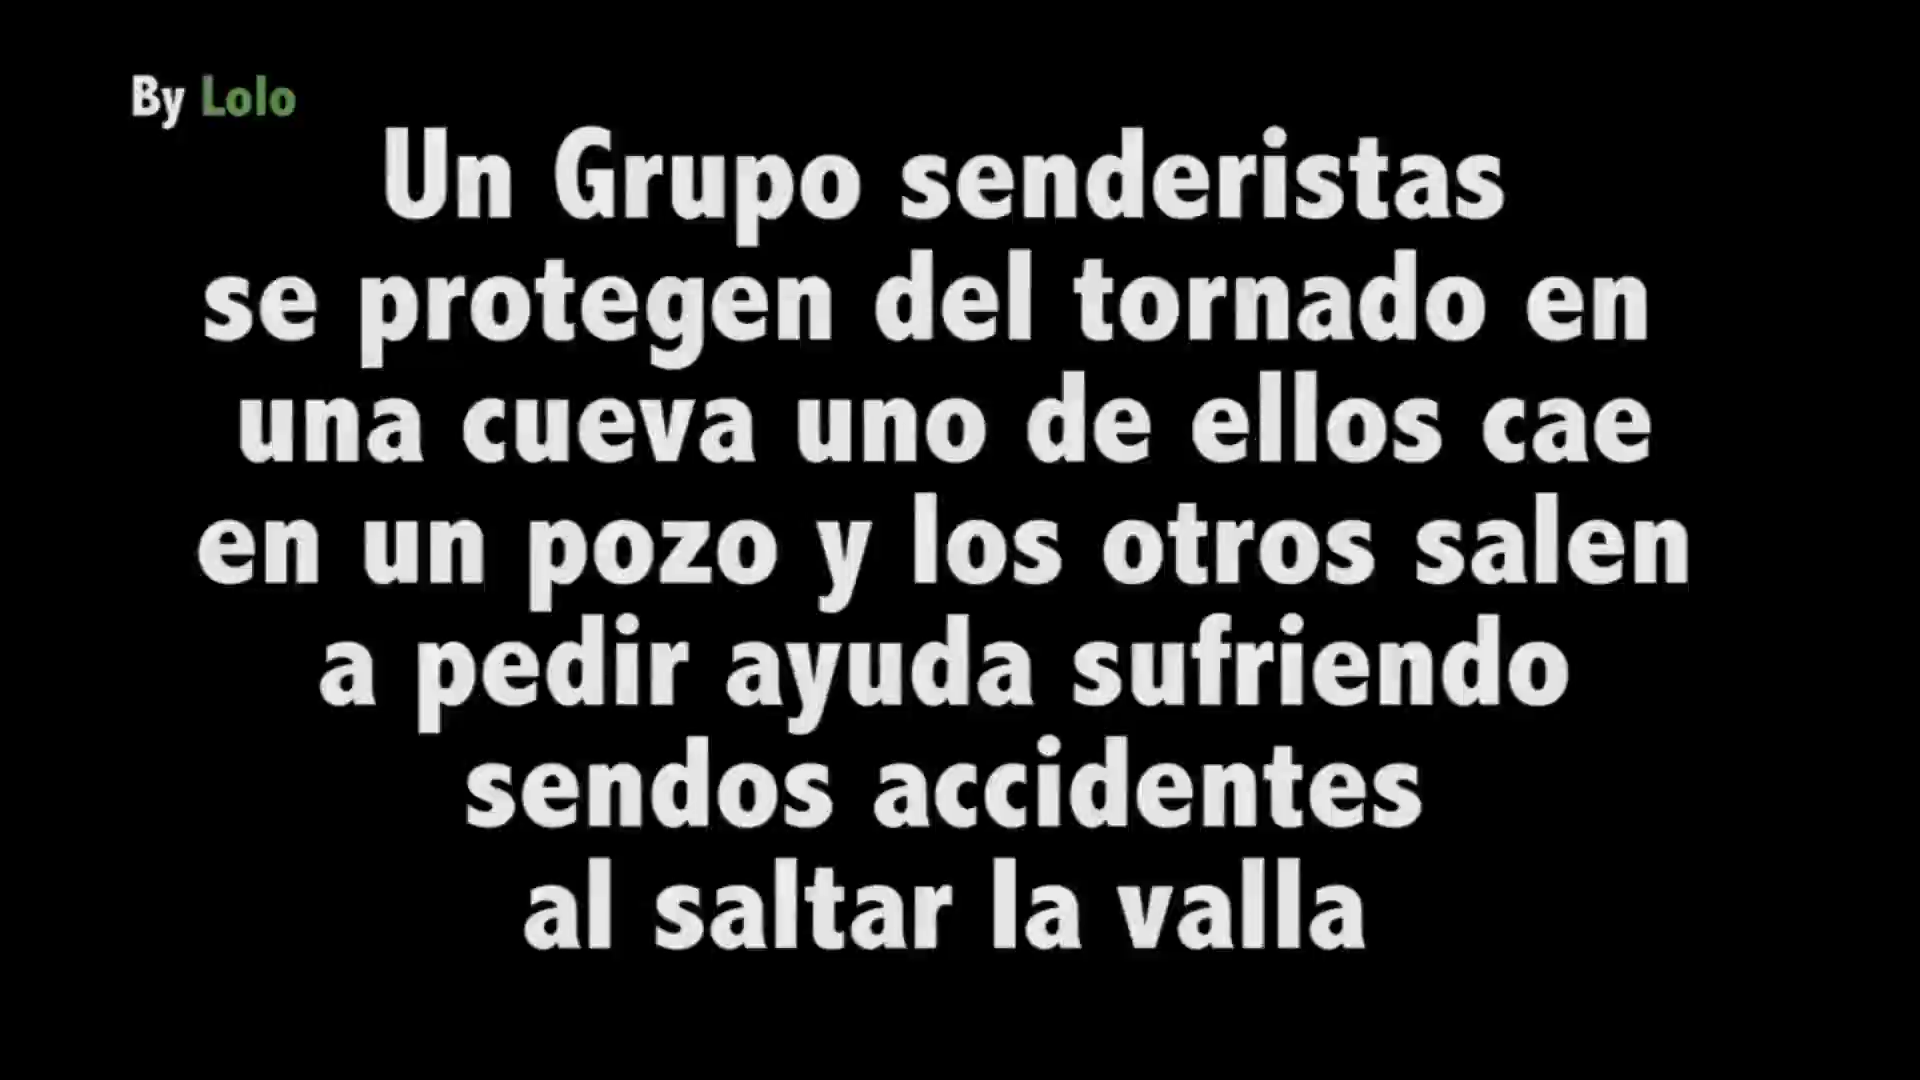 By Lolo
Un Grupo senderistas
se protegen del tornado en
una cueva uno de ellos cae
en un pozo y los otros salen
a pedir ayuda sufriendo
sendos accidentes
al saltar la valla